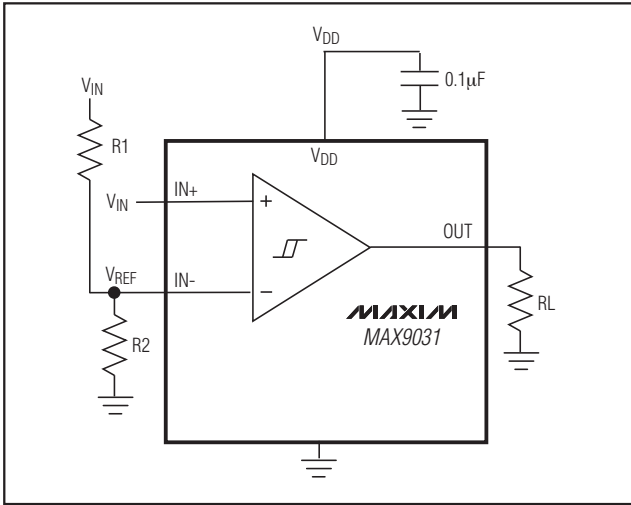 VDD
0.1μF
VIN
R1
VDD
VIN
IN+
+
OUT
VREF
IN-
−
R2
RL
MAXIM
MAX9031